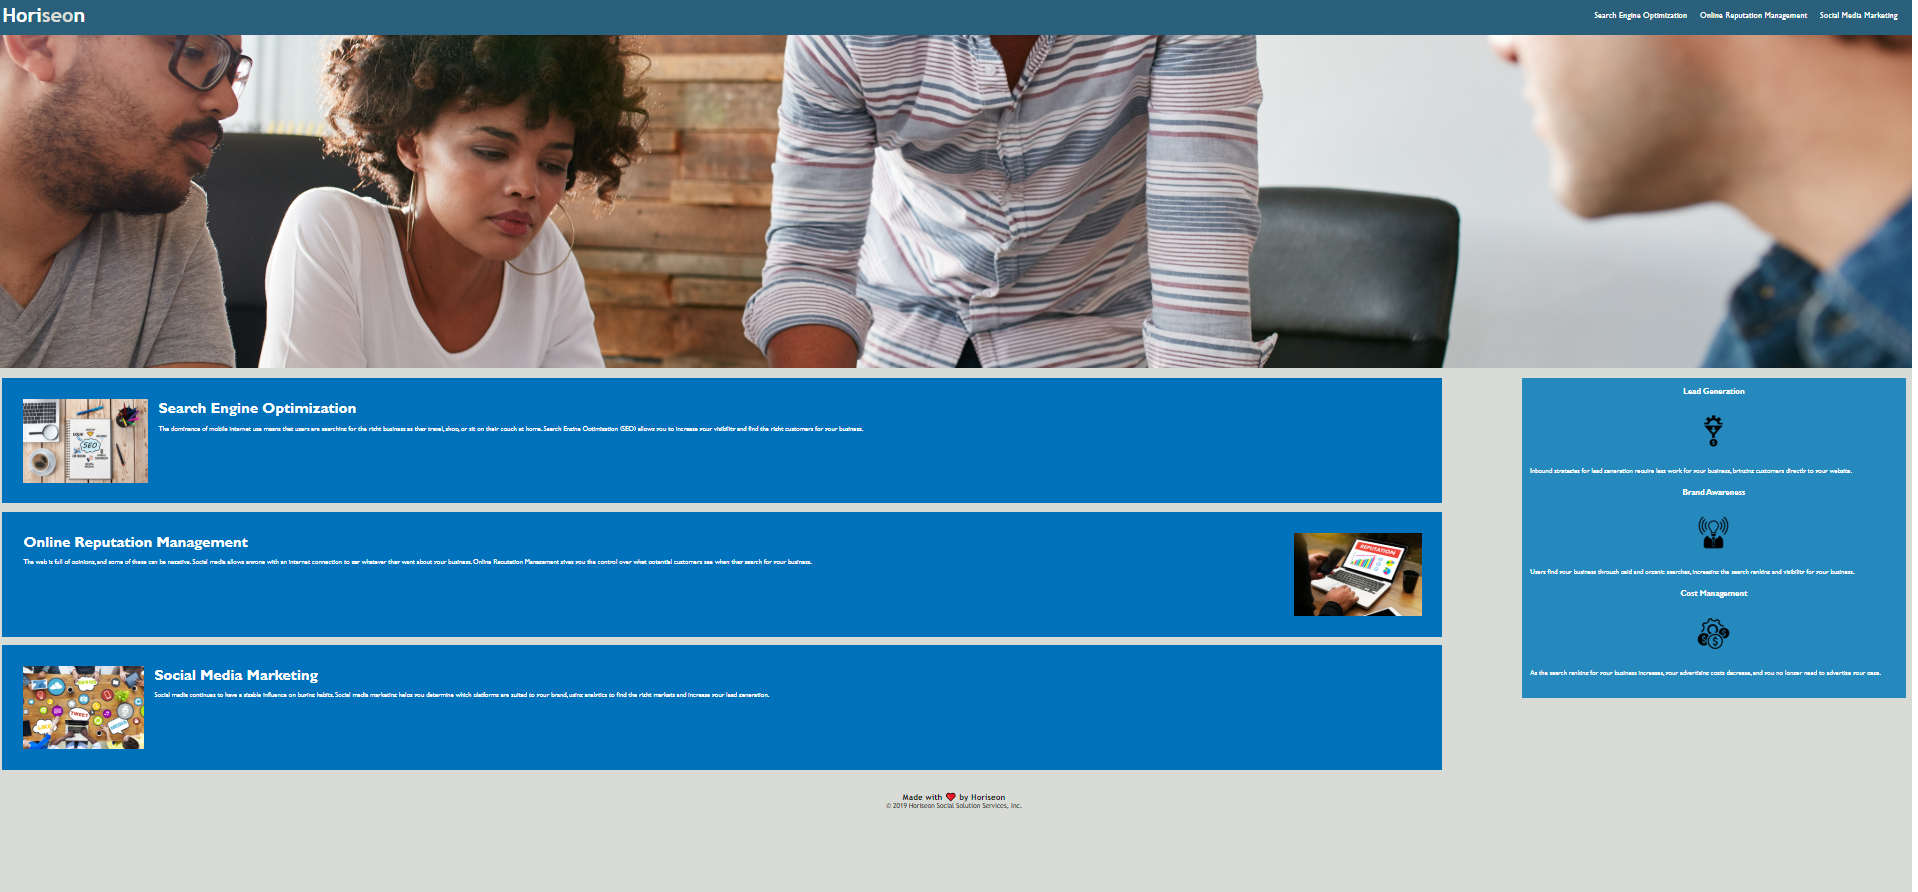 Horiseon
Search Engine Optimization Online Reputation Management Social Media Marketing
Search Engine Optimization
The dominance of mobile internet use means that users are searching for the right business as they travel, shop, or sit on their couch at home. Search Engine Optimization (SEO) allows you to increase your visibility and find the right customers for your business.
SEO
Online Reputation Management
The web is full of opinions, and some of these can be negative. Social media allows anyone with an internet connection to say whatever they want about your business. Online Reputation Management gives you the control over what potential customers see when they search for your business.
REPUTATION
Social Media Marketing
Social media continues to have a sizable influence on buying habits. Social media marketing helps you determine which platforms are suited to your brand, using analytics to find the right markets and increase your lead generation.
TWEET
LIKE
Lead Generation
Inbound strategies for lead generation require less work for your business, bringing customers directly to your website.
Brand Awareness
Users find your business through paid and organic searches, increasing the search ranking and visibility for your business.
Cost Management
As the search ranking for your business increases, your advertising costs decrease, and you no longer need to advertise your page.
Made with ❤️ by Horiseon
© 2019 Horiseon Social Solution Services, Inc.